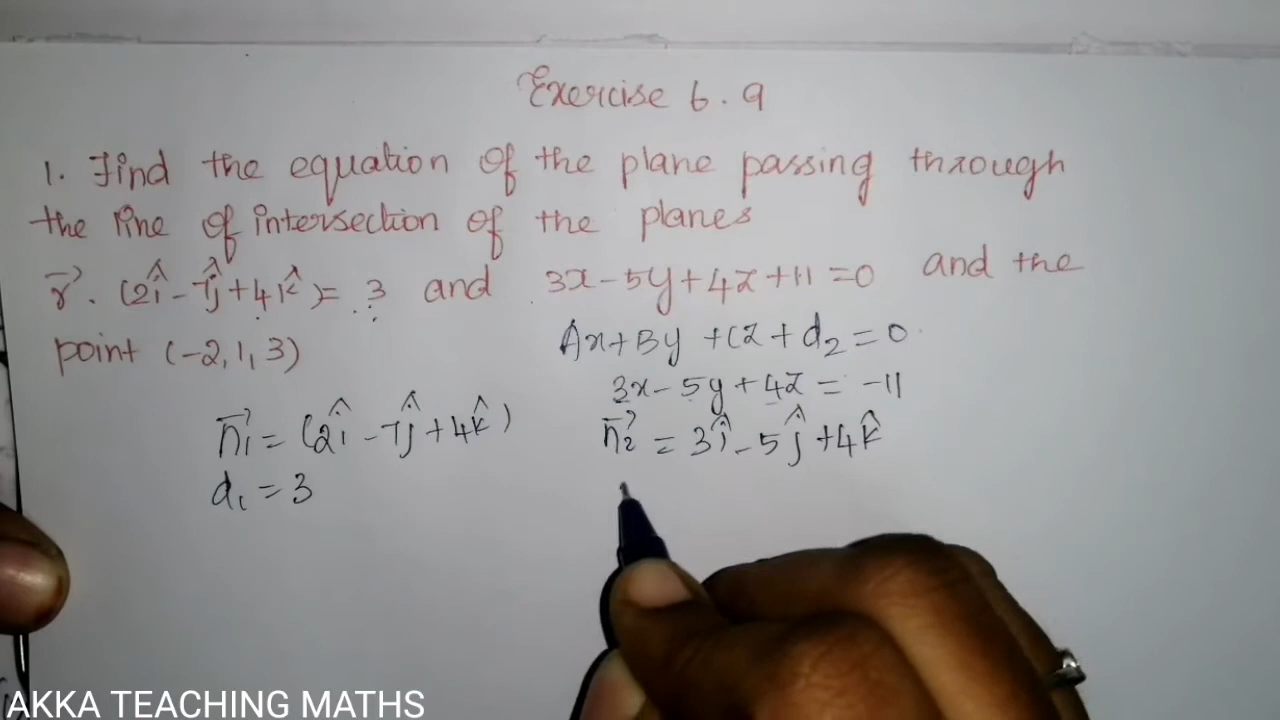 Exercise 6.9
1. Find the equation of the plane passing through
the line of intersection of the planes
r⃗. (2î - 7ĵ + 4k̂) = 3 and 3x - 5y + 4z + 11 = 0 and the
point (-2, 1, 3)
Ax + By + Cz + d₂ = 0
3x - 5y + 4z = -11
n⃗₁ = (2î - 7ĵ + 4k̂)
n⃗₂ = 3î - 5ĵ + 4k̂
d₁ = 3
AKKA TEACHING MATHS